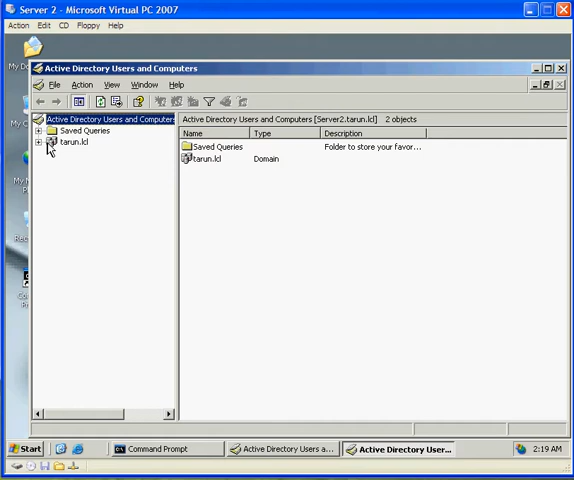 Server 2 - Microsoft Virtual PC 2007
Action Edit CD Floppy Help
Active Directory Users and Computers
File Action View Window Help
Active Directory Users and Computers
Saved Queries
tarun.lcl
Active Directory Users and Computers [Server2.tarun.lcl] 2 objects
Name Type Description
Saved Queries Folder to store your favor...
tarun.lcl Domain
My
My
Start Command Prompt Active Directory Users a... Active Directory User... 2:19 AM